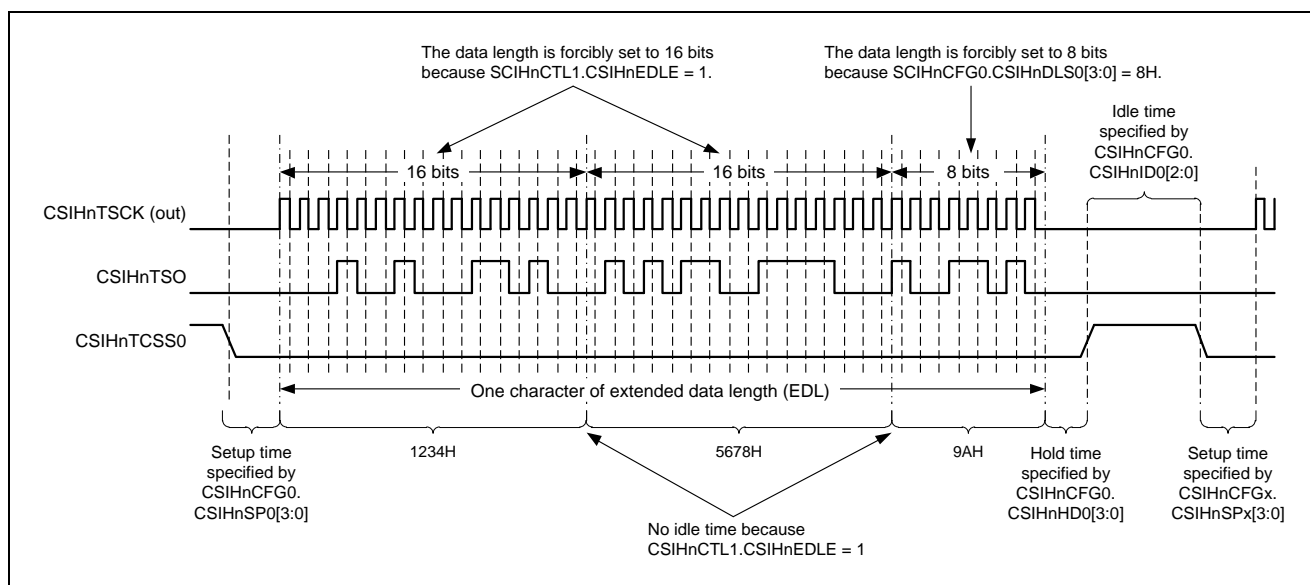 The data length is forcibly set to 16 bits
because SCIHnCTL1.CSIHnEDLE = 1.
The data length is forcibly set to 8 bits
because SCIHnCFG0.CSIHnDLS0[3:0] = 8H.
Idle time
specified by
CSIHnCFG0.
CSIHnID0[2:0]
16 bits
16 bits
8 bits
CSIHnTSCK (out)
CSIHnTSO
CSIHnTCSS0
One character of extended data length (EDL)
Setup time
specified by
CSIHnCFG0.
CSIHnSP0[3:0]
1234H
5678H
9AH
Hold time
specified by
CSIHnCFG0.
CSIHnHD0[3:0]
Setup time
specified by
CSIHnCFGx.
CSIHnSPx[3:0]
No idle time because
CSIHnCTL1.CSIHnEDLE = 1